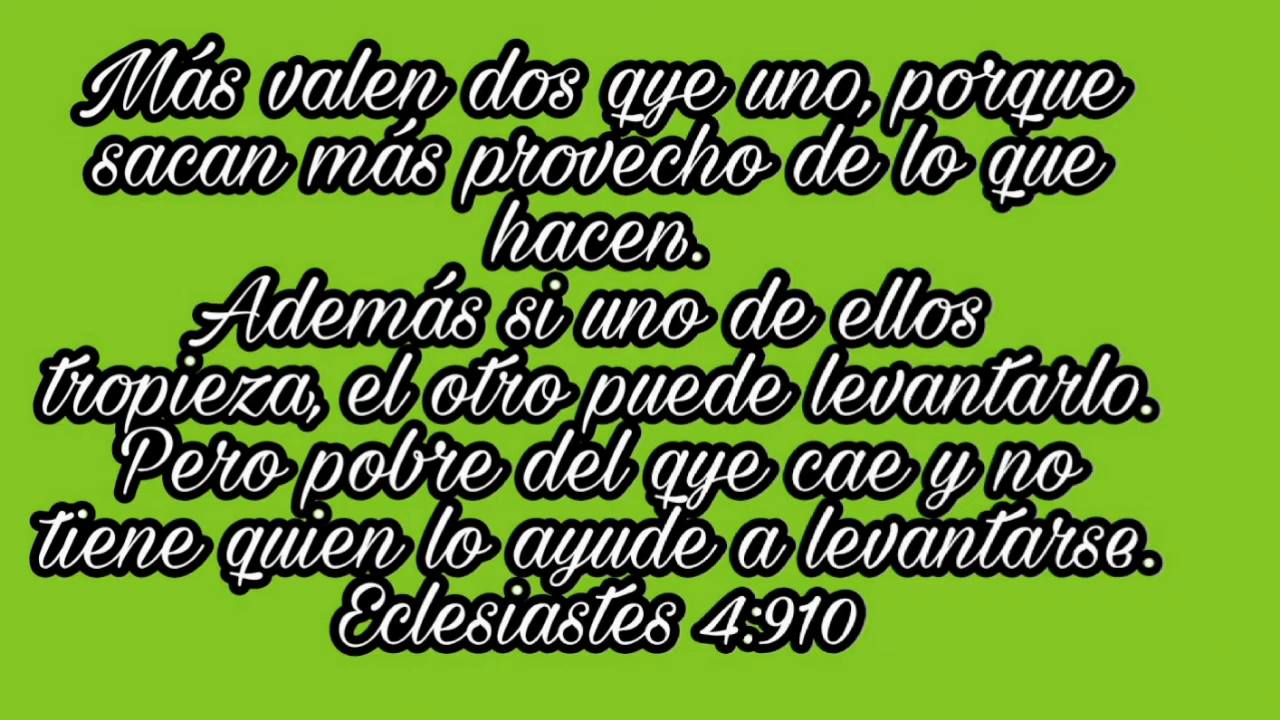 Más valen dos qye uno, porque
sacan más provecho de lo que
hacen.
Además si uno de ellos
tropieza, el otro puede levantarlo.
Pero pobre del qye cae y no
tiene quien lo ayude a levantarse.
Eclesiastes 4:910